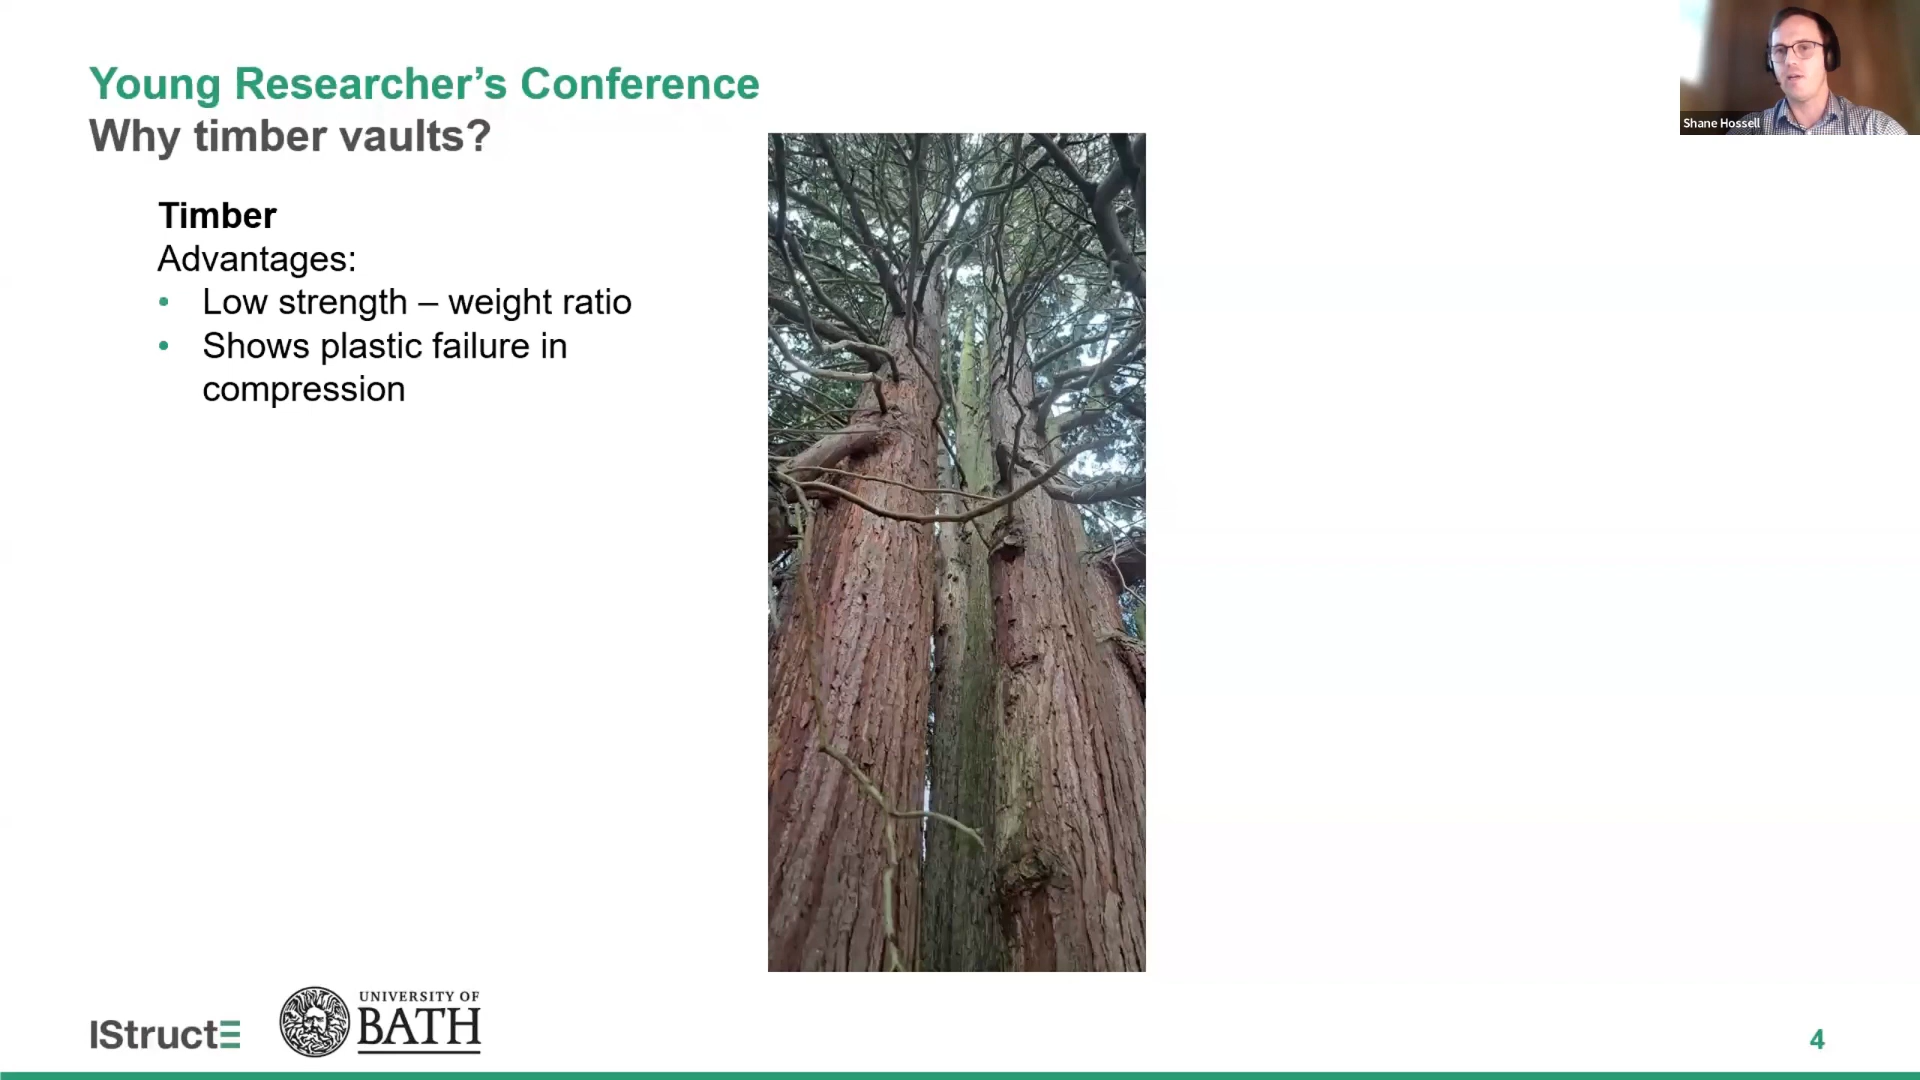 Young Researcher’s Conference
Why timber vaults?
Shane Hossell
Timber
Advantages:
• Low strength – weight ratio
• Shows plastic failure in
compression
IStructE
UNIVERSITY OF
BATH
4